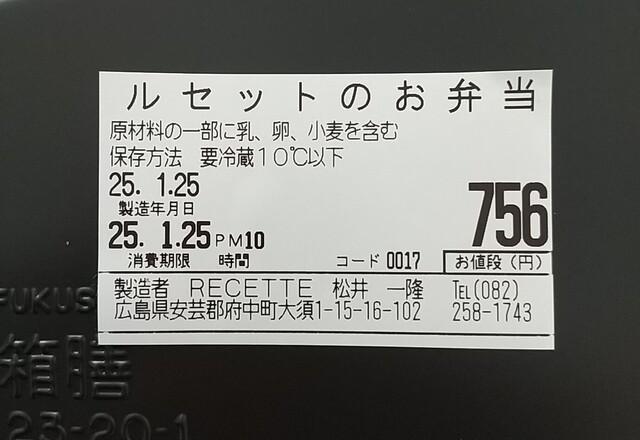 ルセットのお弁当
原材料の一部に乳、卵、小麦を含む
保存方法 要冷蔵10℃以下
25. 1.25
製造年月日
25. 1.25 PM10
消費期限 時間
コード 0017
756
お値段(円)
製造者 RECETTE 松井 一隆 TEL(082)
広島県安芸郡府中町大須1-15-16-102 258-1743
FUKUS
箱膳
23-20-1